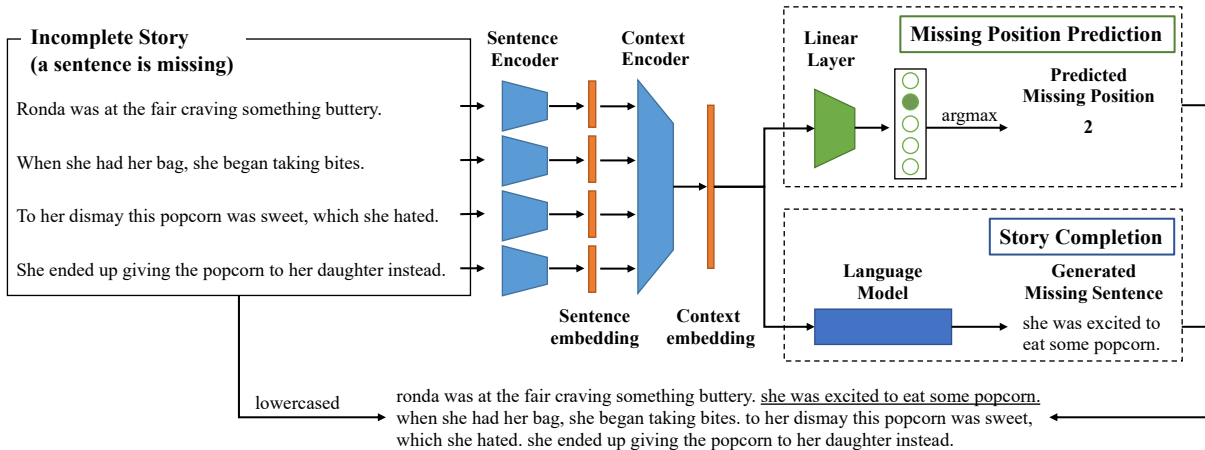 Incomplete Story
(a sentence is missing)
Ronda was at the fair craving something buttery.
When she had her bag, she began taking bites.
To her dismay this popcorn was sweet, which she hated.
She ended up giving the popcorn to her daughter instead.
Sentence
Encoder
Context
Encoder
Sentence
embedding
Context
embedding
Missing Position Prediction
Linear
Layer
argmax
Predicted
Missing Position
2
Story Completion
Language
Model
Generated
Missing Sentence
she was excited to
eat some popcorn.
lowercased
ronda was at the fair craving something buttery. she was excited to eat some popcorn.
when she had her bag, she began taking bites. to her dismay this popcorn was sweet,
which she hated. she ended up giving the popcorn to her daughter instead.